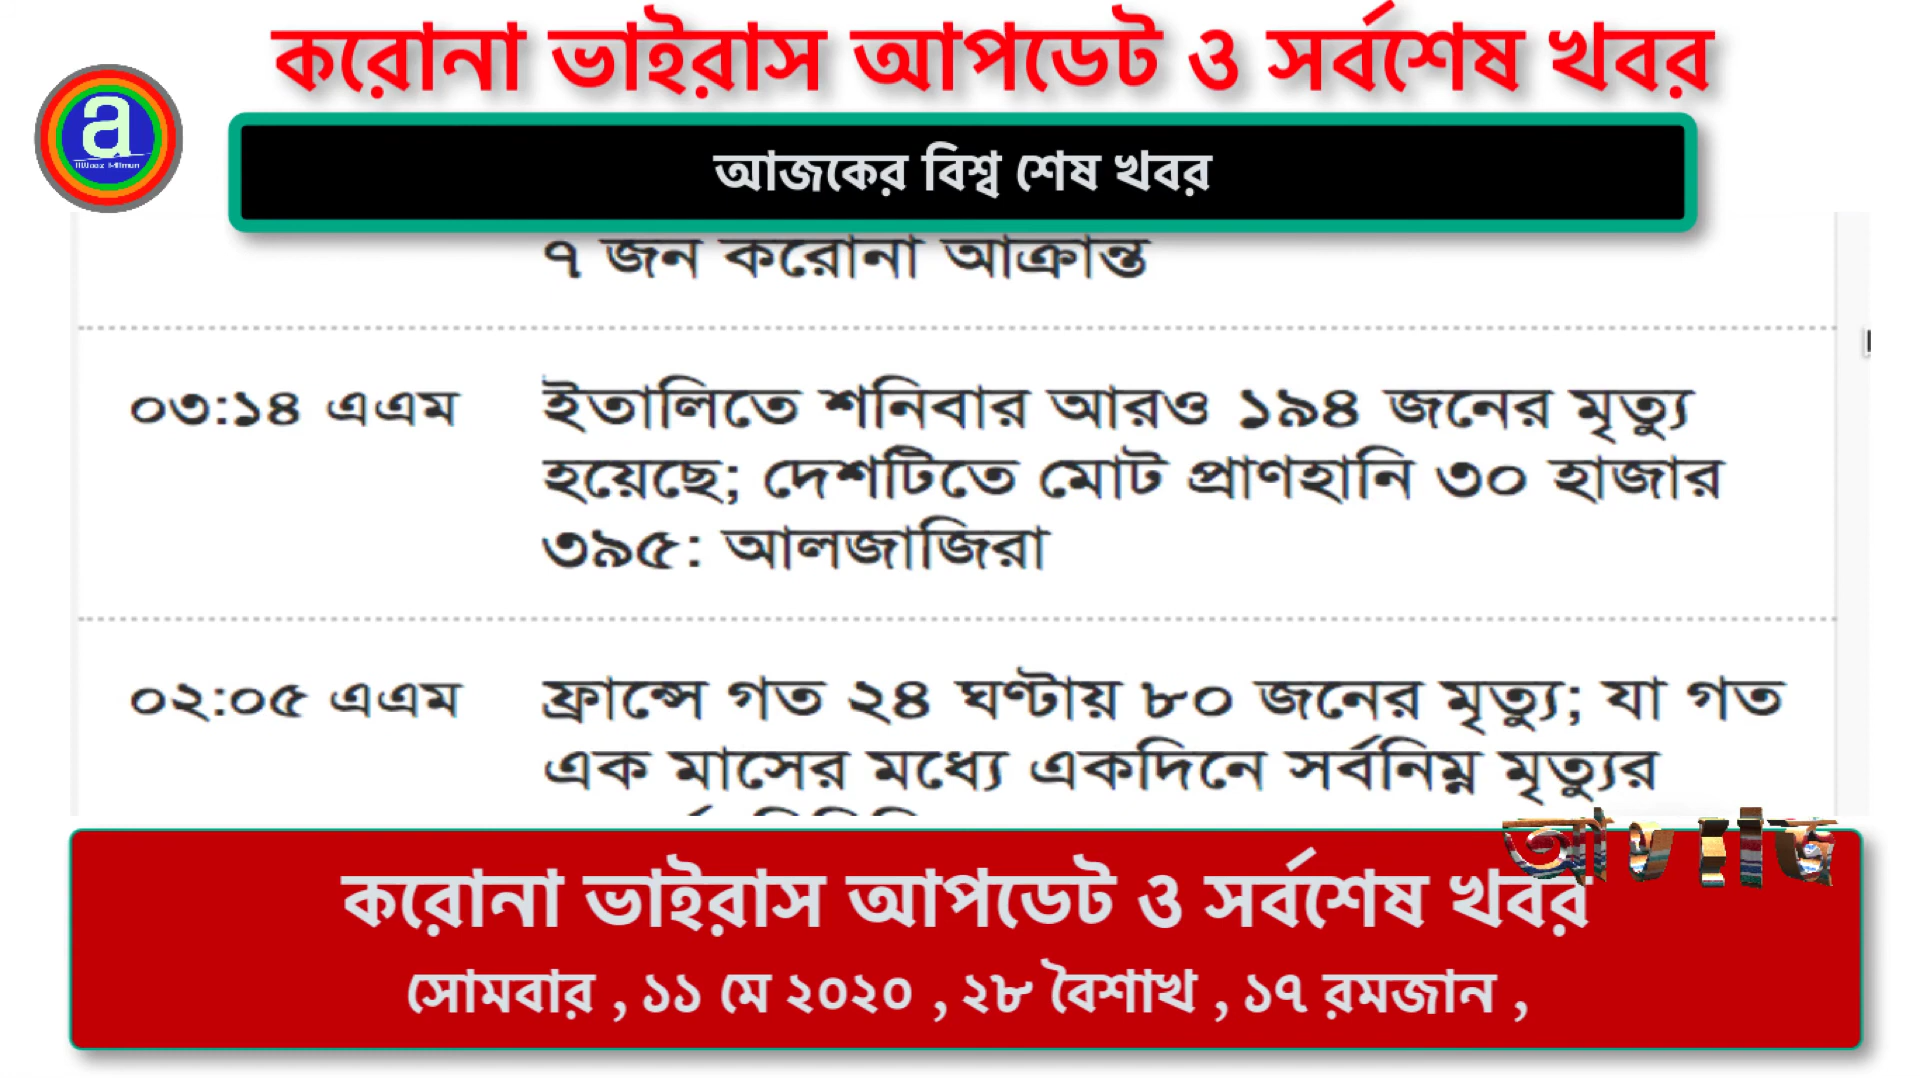 করোনা ভাইরাস আপডেট ও সর্বশেষ খবর
a
আজকের বিশ্ব শেষ খবর
৭ জন করোনা আক্রান্ত
০৩:১৪ এএম
ইতালিতে শনিবার আরও ১৯৪ জনের মৃত্যু
হয়েছে; দেশটিতে মোট প্রাণহানি ৩০ হাজার
৩৯৫: আলজাজিরা
০২:০৫ এএম
ফ্রান্সে গত ২৪ ঘণ্টায় ৮০ জনের মৃত্যু; যা গত
এক মাসের মধ্যে একদিনে সর্বনিম্ন মৃত্যুর
করোনা ভাইরাস আপডেট ও সর্বশেষ খবর
সোমবার , ১১ মে ২০২০ , ২৮ বৈশাখ , ১৭ রমজান ,